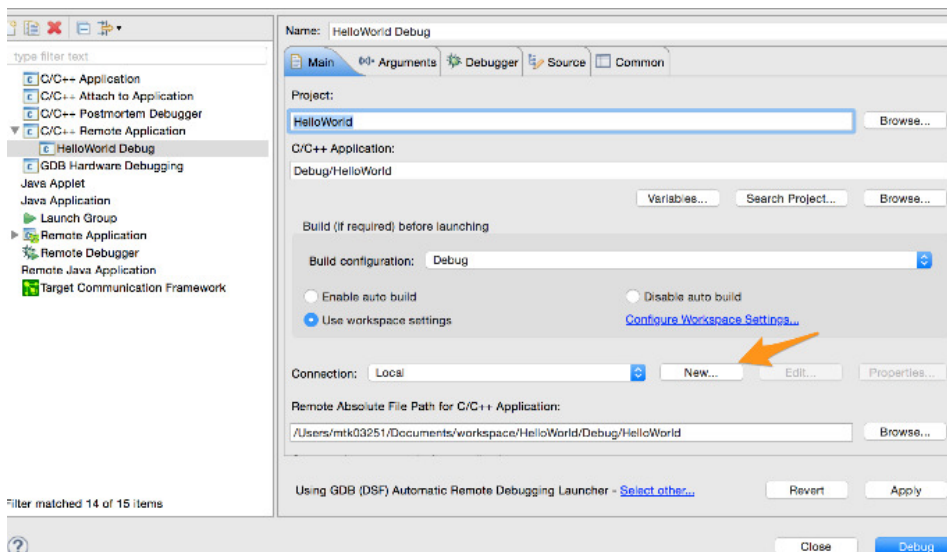 Name: HelloWorld Debug
type filter text
C/C++ Application
C/C++ Attach to Application
C/C++ Postmortem Debugger
C/C++ Remote Application
HelloWorld Debug
GDB Hardware Debugging
Java Applet
Java Application
Launch Group
Remote Application
Remote Debugger
Remote Java Application
Target Communication Framework
Filter matched 14 of 15 items
Main Arguments Debugger Source Common
Project:
HelloWorld Browse...
C/C++ Application:
Debug/HelloWorld
Variables... Search Project... Browse...
Build (if required) before launching
Build configuration: Debug
Enable auto build Disable auto build
Use workspace settings Configure Workspace Settings...
Connection: Local New... Edit... Properties...
Remote Absolute File Path for C/C++ Application:
/Users/mtk03251/Documents/workspace/HelloWorld/Debug/HelloWorld Browse...
Using GDB (DSF) Automatic Remote Debugging Launcher - Select other... Revert Apply
? Close Debug